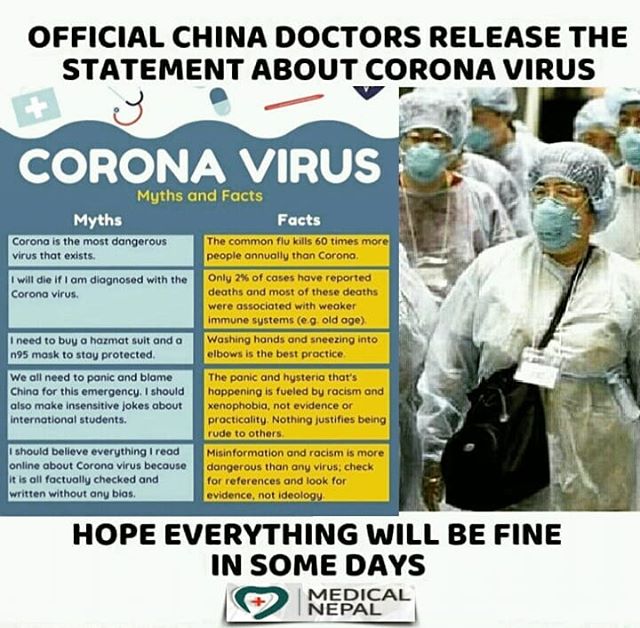 OFFICIAL CHINA DOCTORS RELEASE THE
STATEMENT ABOUT CORONA VIRUS
CORONA VIRUS
Myths and Facts
Myths
Facts
Corona is the most dangerous
virus that exists.
The common flu kills 60 times more
people annually than Corona.
I will die if I am diagnosed with the
Corona virus.
Only 2% of cases have reported
deaths and most of these deaths
were associated with weaker
immune systems (e.g. old age).
I need to buy a hazmat suit and a
n95 mask to stay protected.
Washing hands and sneezing into
elbows is the best practice.
We all need to panic and blame
China for this emergency. I should
also make insensitive jokes about
international students.
The panic and hysteria that's
happening is fueled by racism and
xenophobia, not evidence or
practicality. Nothing justifies being
rude to others.
I should believe everything I read
online about Corona virus because
it is all factually checked and
written without any bias.
Misinformation and racism is more
dangerous than any virus; check
for references and look for
evidence, not ideology.
HOPE EVERYTHING WILL BE FINE
IN SOME DAYS
MEDICAL
NEPAL